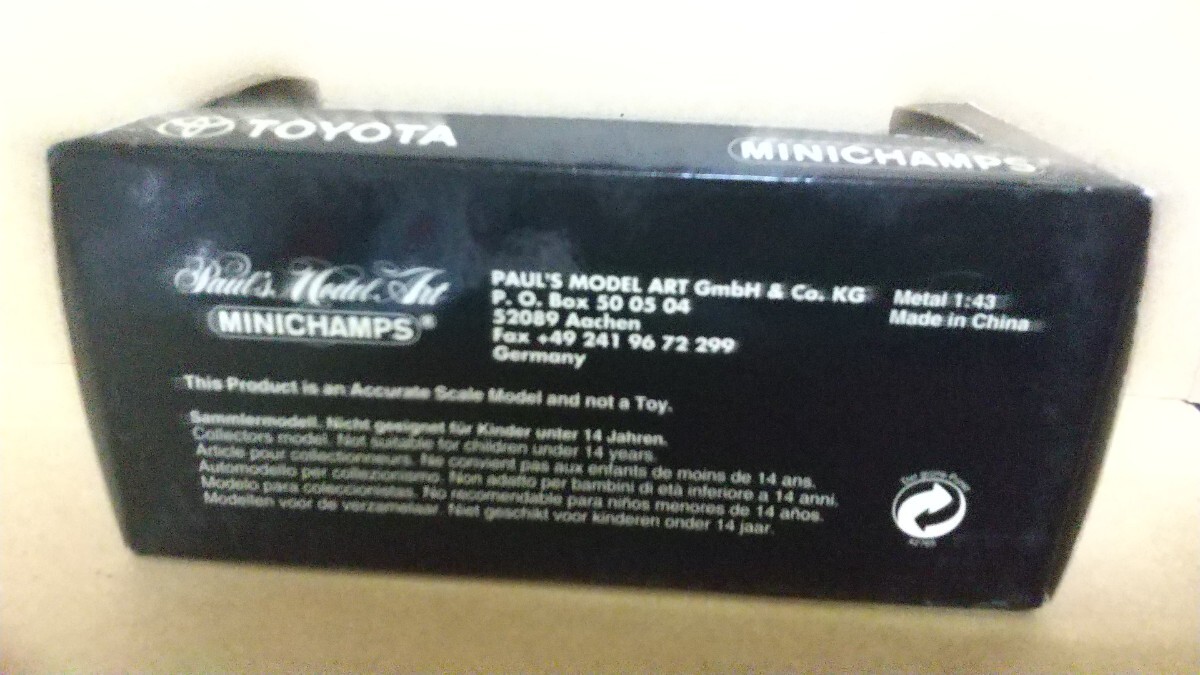 TOYOTA
MINICHAMPS
Paul's Model Art
MINICHAMPS®
PAUL'S MODEL ART GmbH & Co. KG
P. O. Box 50 05 04
52089 Aachen
Fax +49 241 96 72 299
Germany
Metal 1:43
Made in China
This Product is an Accurate Scale Model and not a Toy.
Sammlermodell. Nicht geeignet für Kinder unter 14 Jahren.
Collectors model. Not suitable for children under 14 years.
Article pour collectionneurs. Ne convient pas aux enfants de moins de 14 ans.
Automodello per collezionismo. Non adatto per bambini di età inferiore a 14 anni.
Modelo para coleccionistas. No recomendable para niños menores de 14 años.
Modellen voor de verzamelaar. Niet geschikt voor kinderen onder 14 jaar.